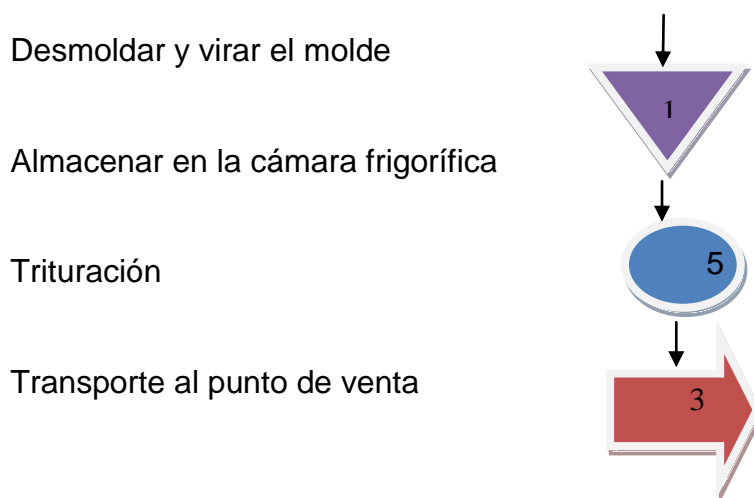 Desmoldar y virar el molde
1
Almacenar en la cámara frigorífica
Trituración
5
Transporte al punto de venta
3